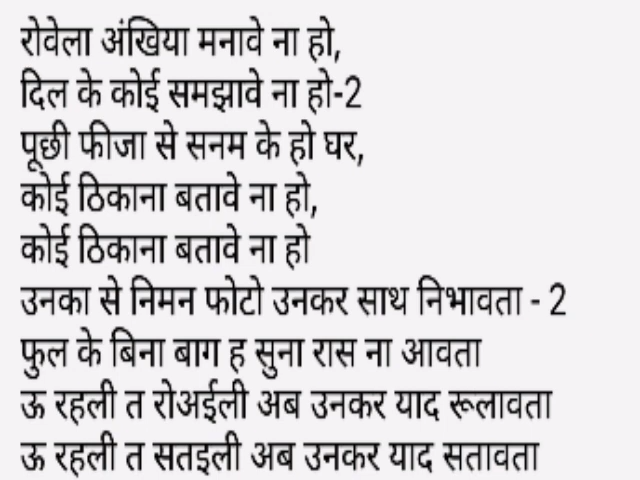 रोवेला अंखिया मनावे ना हो,
दिल के कोई समझावे ना हो-2
पूछी फीजा से सनम के हो घर,
कोई ठिकाना बतावे ना हो,
कोई ठिकाना बतावे ना हो
उनका से निमन फोटो उनकर साथ निभावता - 2
फुल के बिना बाग ह सुना रास ना आवता
ऊ रहली त रोअईली अब उनकर याद रूलावता
ऊ रहली त सतइली अब उनकर याद सतावता